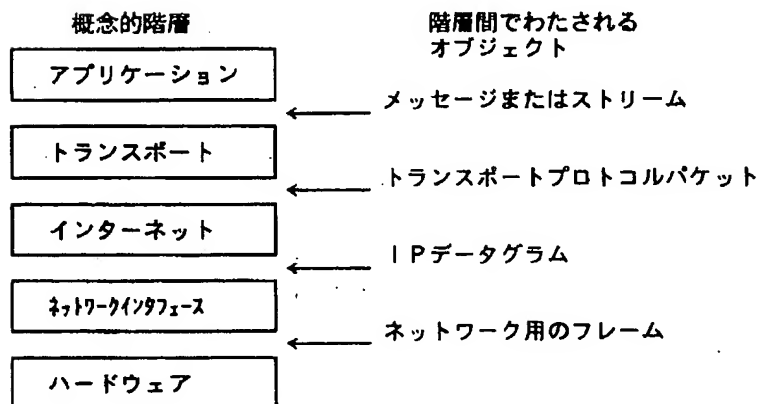 概念的階層
階層間でわたされる
オブジェクト
アプリケーション
メッセージまたはストリーム
トランスポート
トランスポートプロトコルパケット
インターネット
IPデータグラム
ネットワークインタフェース
ネットワーク用のフレーム
ハードウェア